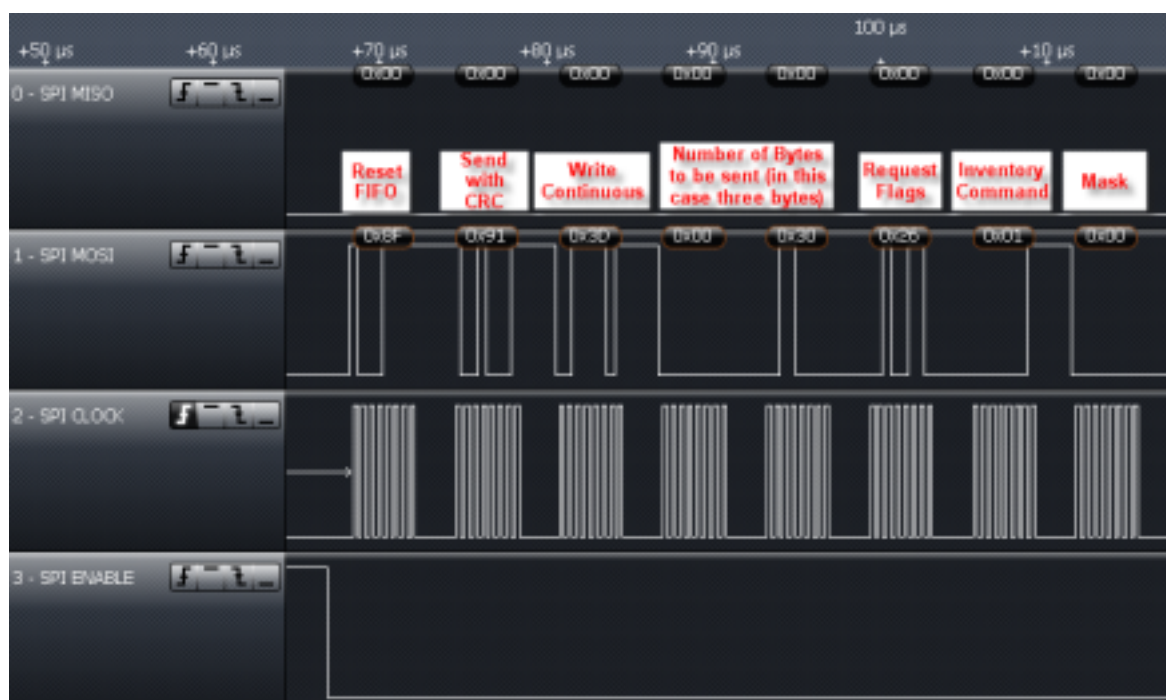 100 µs
+50 µs +60 µs +70 µs +80 µs +90 µs +10 µs
0x00 0x00 0x00 0x00 0x00 0x00 0x00 0x00
0 - SPI MISO
Reset
FIFO
Send
with
CRC
Write
Continuous
Number of Bytes
to be sent (in this
case three bytes)
Request
Flags
Inventory
Command
Mask
0x8F 0x91 0x3D 0x00 0x30 0x26 0x01 0x00
1 - SPI MOSI
2 - SPI CLOCK
3 - SPI ENABLE